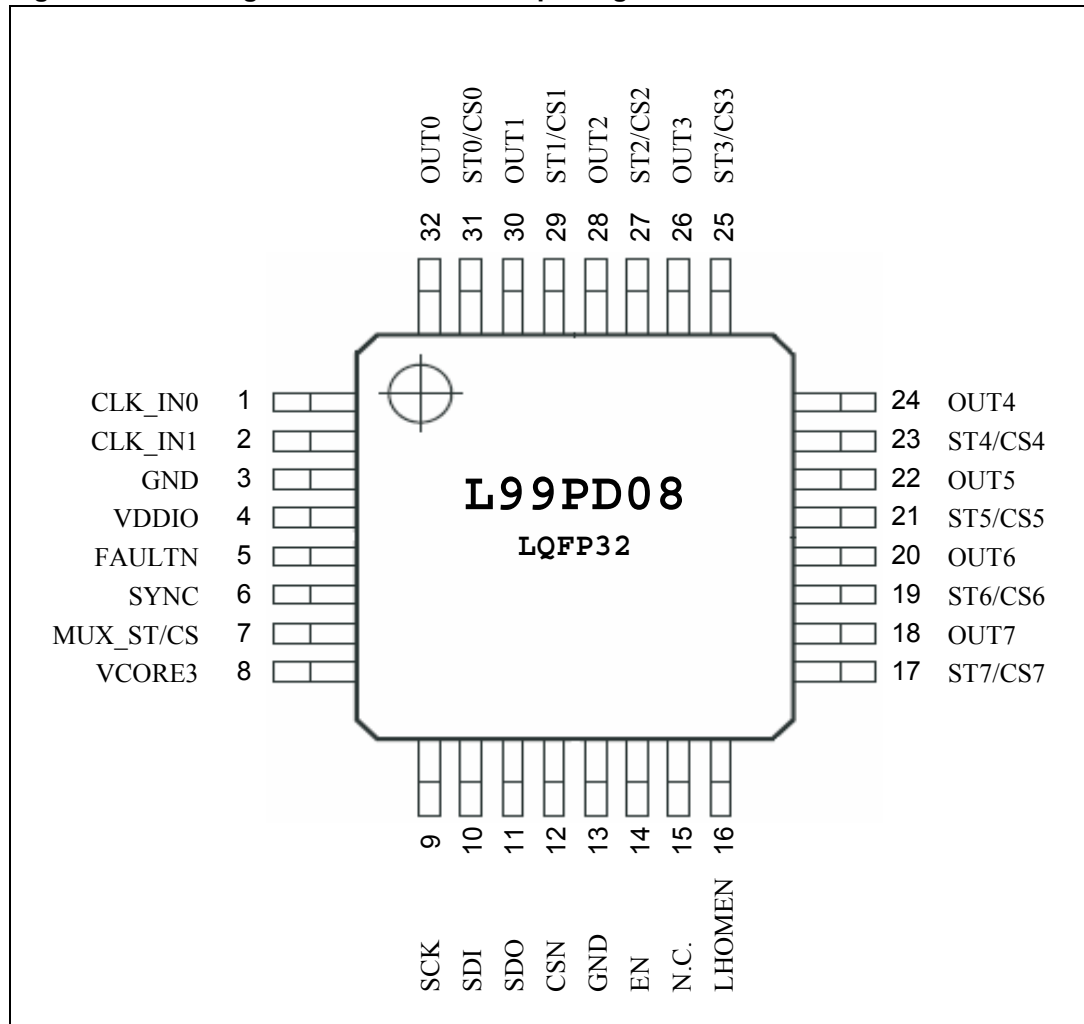 OUT0
ST0/CS0
OUT1
ST1/CS1
OUT2
ST2/CS2
OUT3
ST3/CS3
32
31
30
29
28
27
26
25
CLK_IN0 1
CLK_IN1 2
GND 3
VDDIO 4
FAULTN 5
SYNC 6
MUX_ST/CS 7
VCORE3 8
L99PD08
LQFP32
24 OUT4
23 ST4/CS4
22 OUT5
21 ST5/CS5
20 OUT6
19 ST6/CS6
18 OUT7
17 ST7/CS7
9
10
11
12
13
14
15
16
SCK
SDI
SDO
CSN
GND
EN
N.C.
LHOMEN